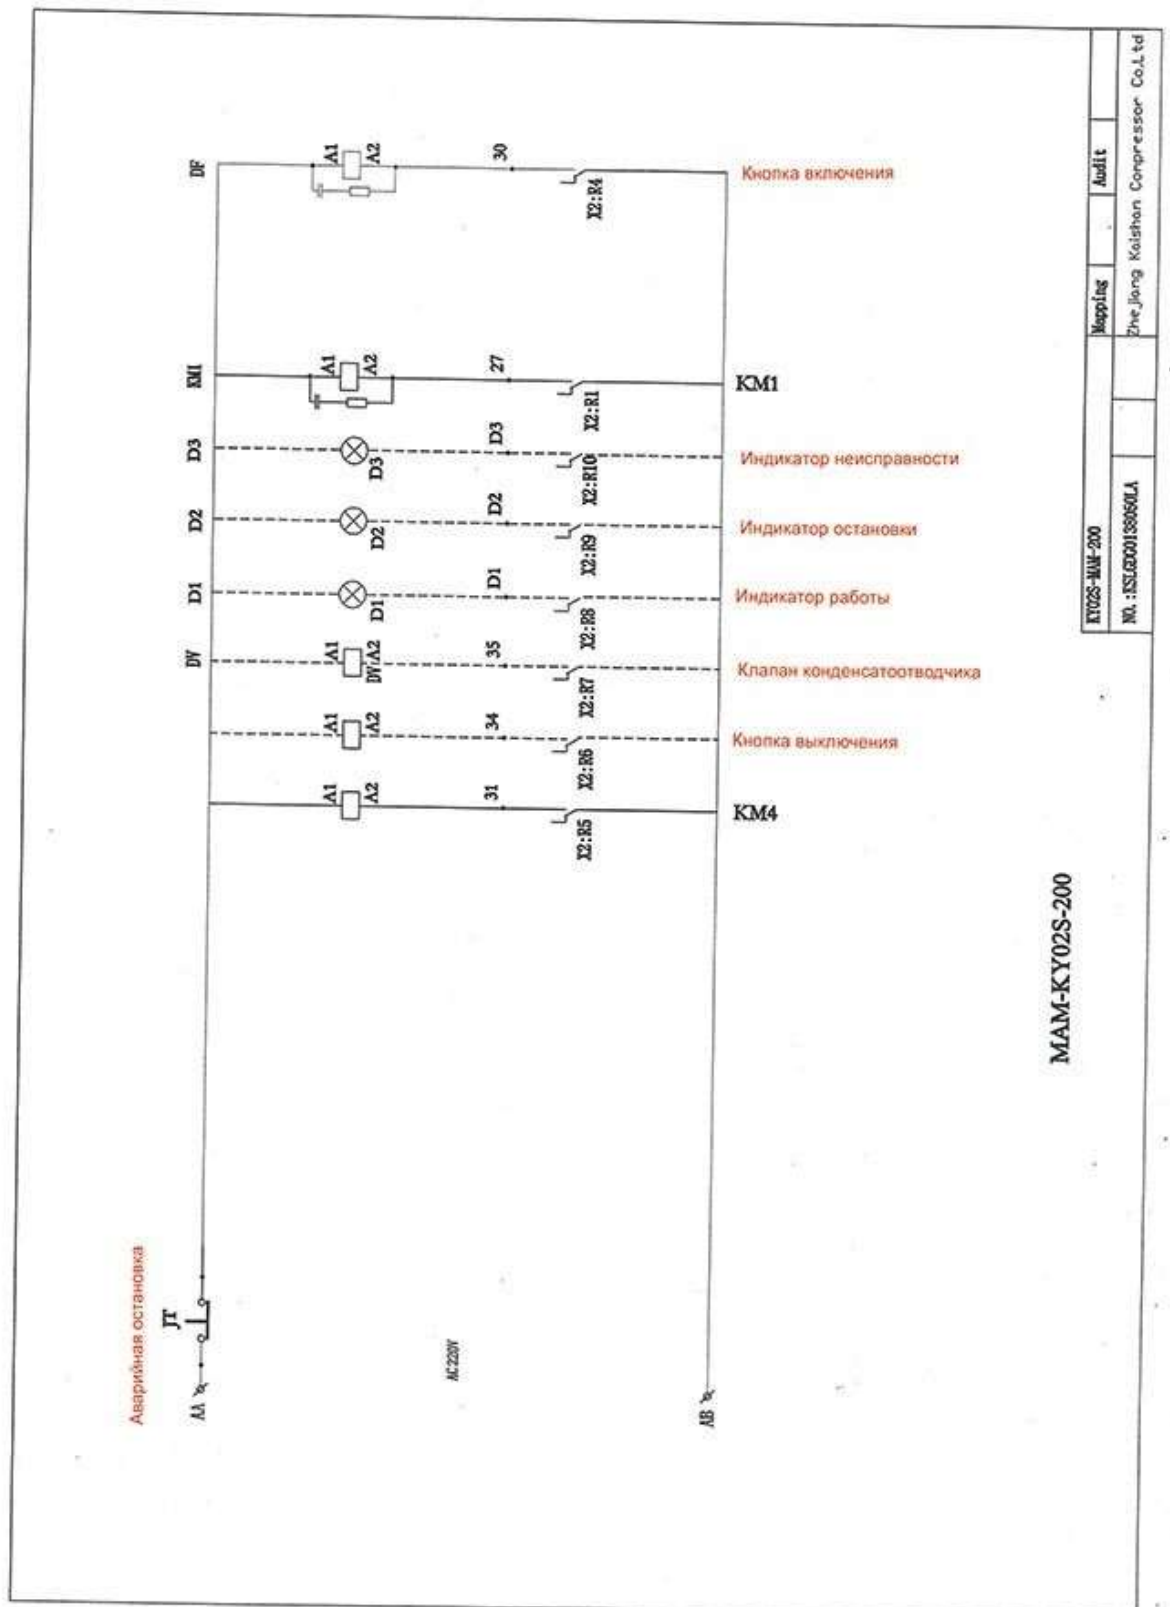 DF
A1
A2
30
X2:R4
Кнопка включения
KM1
A1
A2
27
X2:R1
KM1
D3
D3
D3
X2:R10
Индикатор неисправности
D2
D2
D2
X2:R9
Индикатор остановки
D1
D1
D1
X2:R8
Индикатор работы
DV
A1
A2
DV
35
X2:R7
Клапан конденсатоотводчика
A1
A2
34
X2:R6
Кнопка выключения
A1
A2
31
X2:R5
KM4
Аварийная остановка
JT
AA
AC220V
AB
MAM-KY02S-200
KY02S-MAM-200
Mapping
Audit
Zhejiang Kaishan Compressor Co.Ltd